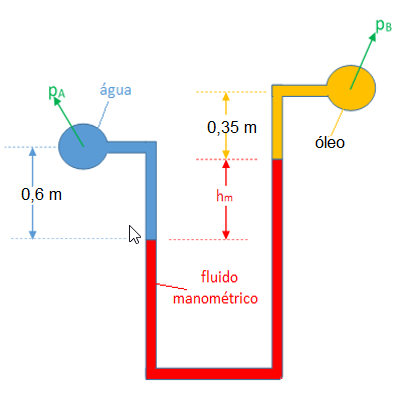 pB
pA
água
0,35 m
óleo
0,6 m
hm
fluido
manométrico